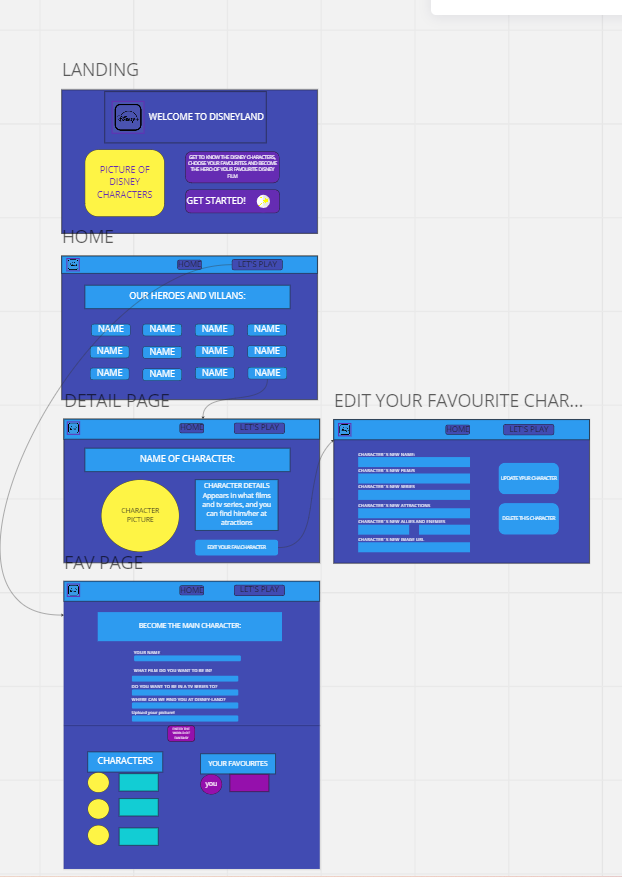 LANDING
Disney+
WELCOME TO DISNEYLAND
PICTURE OF
DISNEY
CHARACTERS
GET TO KNOW THE DISNEY CHARACTERS,
CHOOSE YOUR FAVOURITES AND BECOME
THE HERO OF YOUR FAVOURITE DISNEY
FILM
GET STARTED!
HOME
HOME
LET'S PLAY
OUR HEROES AND VILLANS:
NAME
NAME
NAME
NAME
NAME
NAME
NAME
NAME
NAME
NAME
NAME
NAME
DETAIL PAGE
HOME
LET'S PLAY
NAME OF CHARACTER:
CHARACTER
PICTURE
CHARACTER DETAILS
Appears in what films
and tv series, and you
can find him/her at
atractions
EDIT YOUR FAV CHARACTER
EDIT YOUR FAVOURITE CHAR...
HOME
LET'S PLAY
CHARACTER'S NEW NAME:
CHARACTER'S NEW FILM/S
CHARACTER'S NEW SERIES
CHARACTER'S NEW ATTRACTIONS
CHARACTER'S NEW ALLIES AND ENEMIES
CHARACTER'S NEW IMAGE URL
UPDATE YPUR CHARACTER
DELETE THIS CHARACTER
FAV PAGE
HOME
LET'S PLAY
BECOME THE MAIN CHARACTER:
YOUR NAME
WHAT FILM DO YOU WANT TO BE IN?
DO YOU WANT TO BE IN A TV SERIES TO?
WHERE CAN WE FIND YOU AT DISNEY LAND?
Upload your picture!
CHARACTERS
YOUR FAVOURITES
you